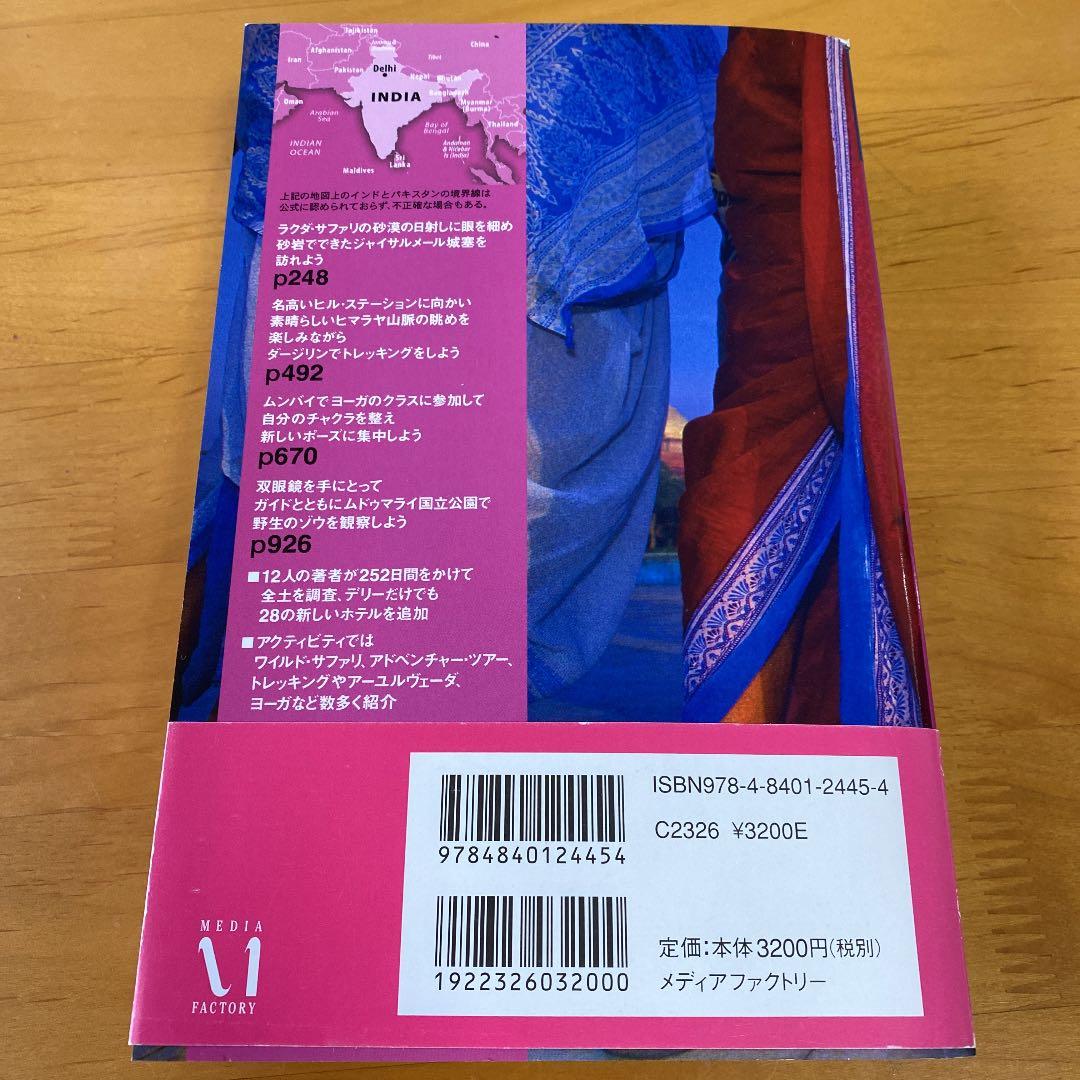 Tajikistan
China
Afghanistan
Iran
Tibet
Pakistan
Delhi
Nepal
Bhutan
INDIA
Bangladesh
Oman
Myanmar
(Burma)
Arabian
Sea
Bay of
Bengal
Thailand
INDIAN
OCEAN
Andaman
& Nicobar
Is (India)
Sri
Lanka
Maldives
上記の地図上のインドとパキスタンの境界線は
公式に認められておらず、不正確な場合もある。
ラクダ・サファリの砂漠の日射しに眼を細め
砂岩でできたジャイサルメール城塞を
訪れよう
p248
名高いヒル・ステーションに向かい
素晴らしいヒマラヤ山脈の眺めを
楽しみながら
ダージリンでトレッキングをしよう
p492
ムンバイでヨーガのクラスに参加して
自分のチャクラを整え
新しいポーズに集中しよう
p670
双眼鏡を手にとって
ガイドとともにムドゥマライ国立公園で
野生のゾウを観察しよう
p926
■12人の著者が252日間をかけて
全土を調査、デリーだけでも
28の新しいホテルを追加
■アクティビティでは
ワイルド・サファリ、アドベンチャー・ツアー、
トレッキングやアーユルヴェーダ、
ヨーガなど数多く紹介
ISBN978-4-8401-2445-4
C2326 ¥3200E
9784840124454
定価:本体3200円(税別)
メディアファクトリー
1922326032000
MEDIA
FACTORY